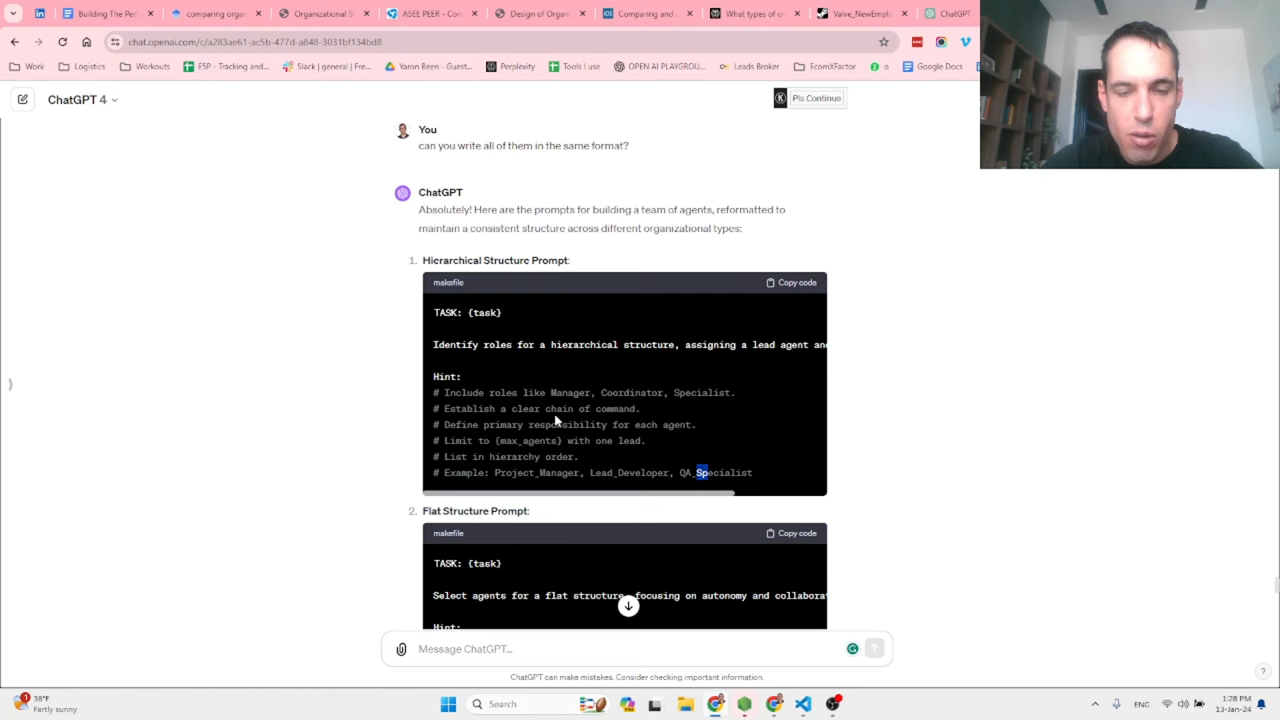 Building The Perf
comparing organ
Organizational St
ASEE PEER - Con
Design of Organi
Comparing and c
What types of o
Valve_NewEmplo
ChatGPT
chat.openai.com/c/a283ae61-ac5b-477d-a848-3031bf134bd8
Work
Logistics
Workouts
ESP - Tracking and...
Slack | general | Fre...
Yaron Been - Guest...
Perplexity
Tools I use
OPEN AI PLAYGROU...
Leads Broker
EcomXFactor
Google Docs
ChatGPT 4
Pls Continue
You
can you write all of them in the same format?
ChatGPT
Absolutely! Here are the prompts for building a team of agents, reformatted to
maintain a consistent structure across different organizational types:
1. Hierarchical Structure Prompt:
makefile
Copy code
TASK: {task}
Identify roles for a hierarchical structure, assigning a lead agent and
Hint:
# Include roles like Manager, Coordinator, Specialist.
# Establish a clear chain of command.
# Define primary responsibility for each agent.
# Limit to {max_agents} with one lead.
# List in hierarchy order.
# Example: Project_Manager, Lead_Developer, QA_Specialist
2. Flat Structure Prompt:
makefile
Copy code
TASK: {task}
Select agents for a flat structure, focusing on autonomy and collaborat
Hint:
Message ChatGPT...
ChatGPT can make mistakes. Consider checking important information.
?
1
38°F
Partly sunny
Search
ENG
1:28 PM
13-Jan-24